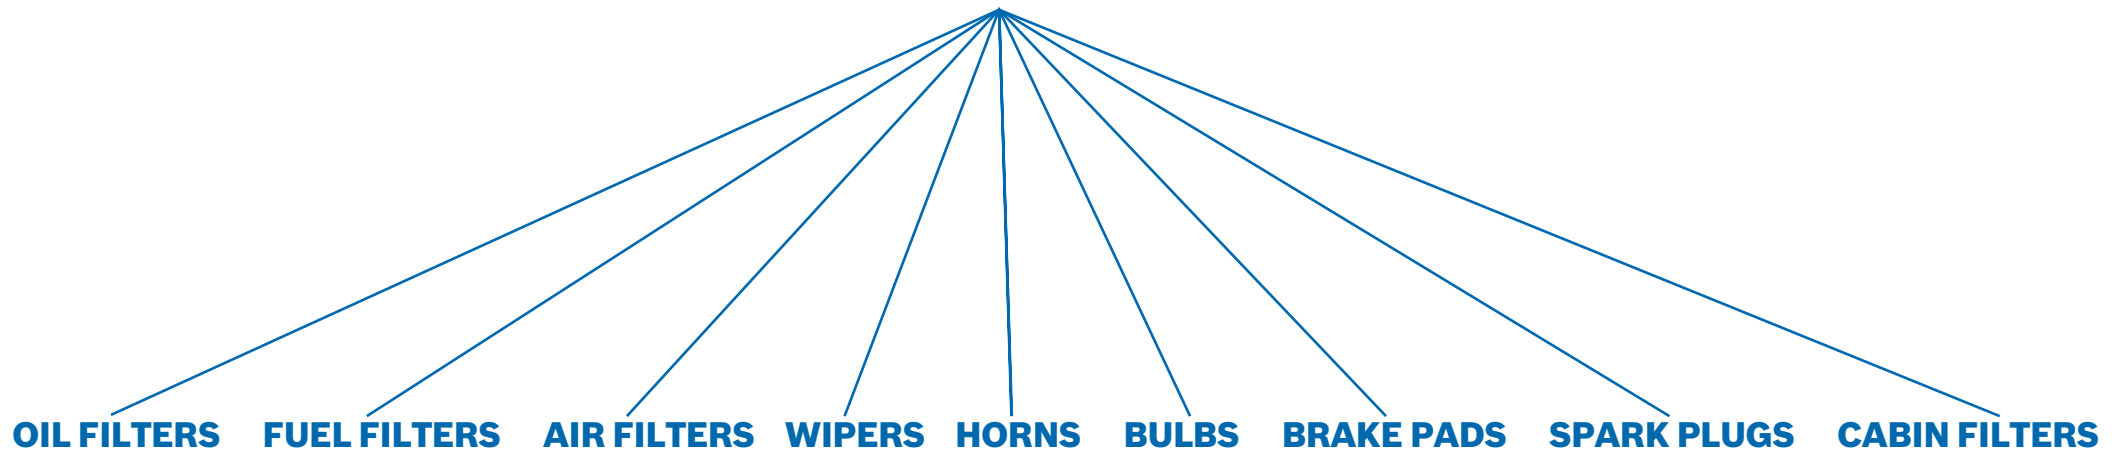 OIL FILTERS FUEL FILTERS AIR FILTERS WIPERS HORNS BULBS BRAKE PADS SPARK PLUGS CABIN FILTERS